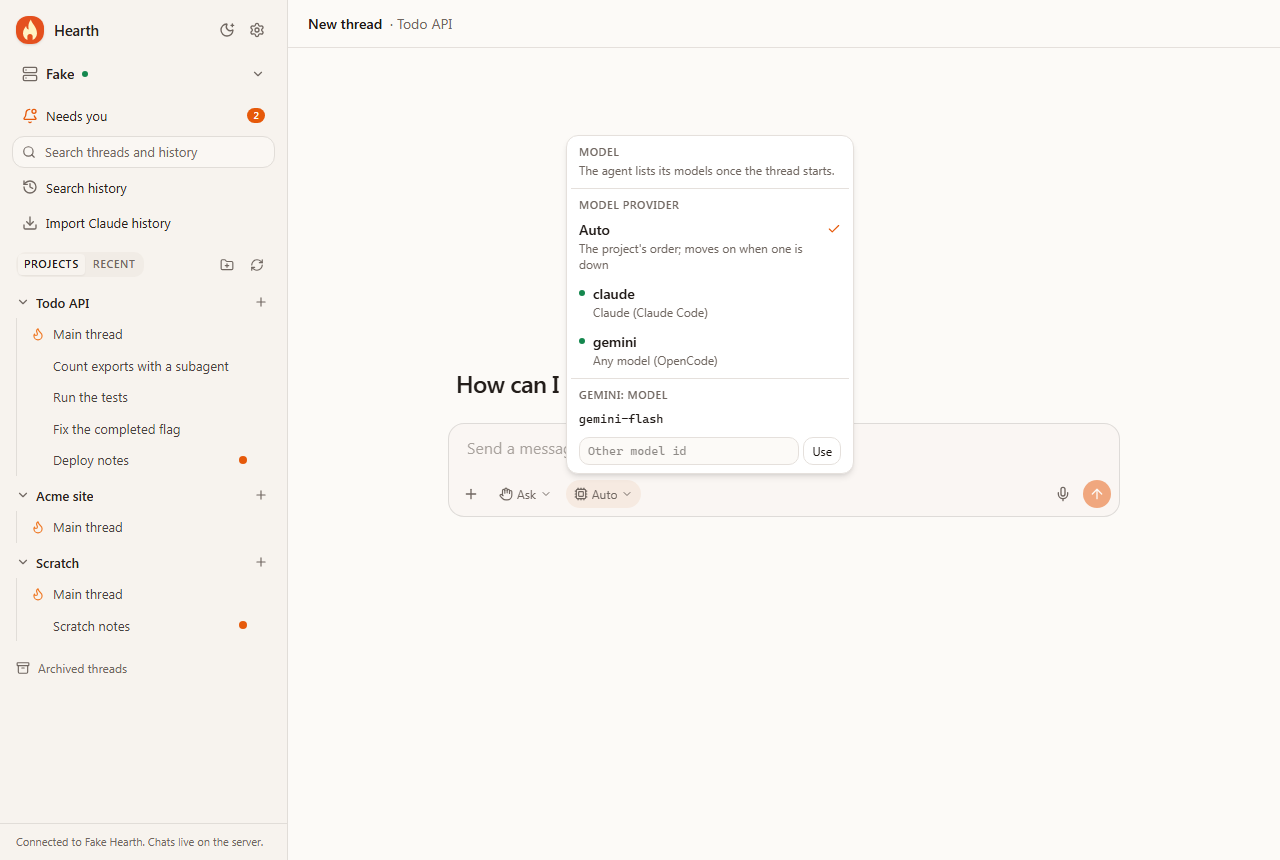 Hearth
Fake
Needs you
2
Search threads and history
Search history
Import Claude history
PROJECTS
RECENT
Todo API
Main thread
Count exports with a subagent
Run the tests
Fix the completed flag
Deploy notes
Acme site
Main thread
Scratch
Main thread
Scratch notes
Archived threads
Connected to Fake Hearth. Chats live on the server.
New thread · Todo API
MODEL
The agent lists its models once the thread starts.
MODEL PROVIDER
Auto
The project's order; moves on when one is
down
claude
Claude (Claude Code)
gemini
Any model (OpenCode)
GEMINI: MODEL
gemini-flash
Other model id
Use
How can I
Send a messag
Ask
Auto